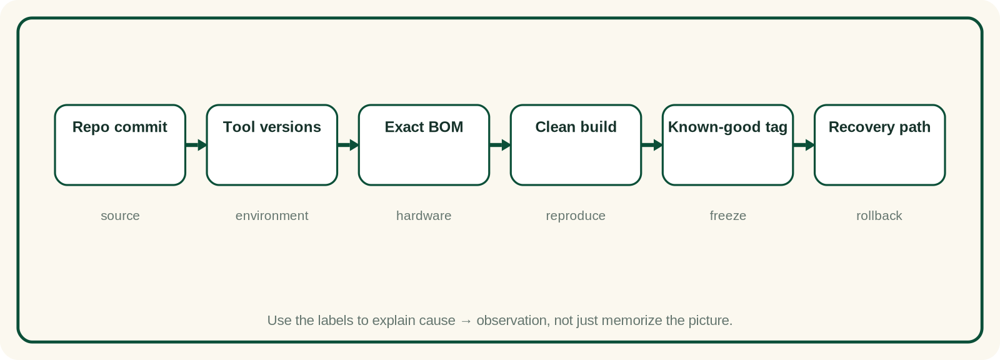 Repo commit
Tool versions
Exact BOM
Clean build
Known-good tag
Recovery path
source
environment
hardware
reproduce
freeze
rollback
Use the labels to explain cause → observation, not just memorize the picture.